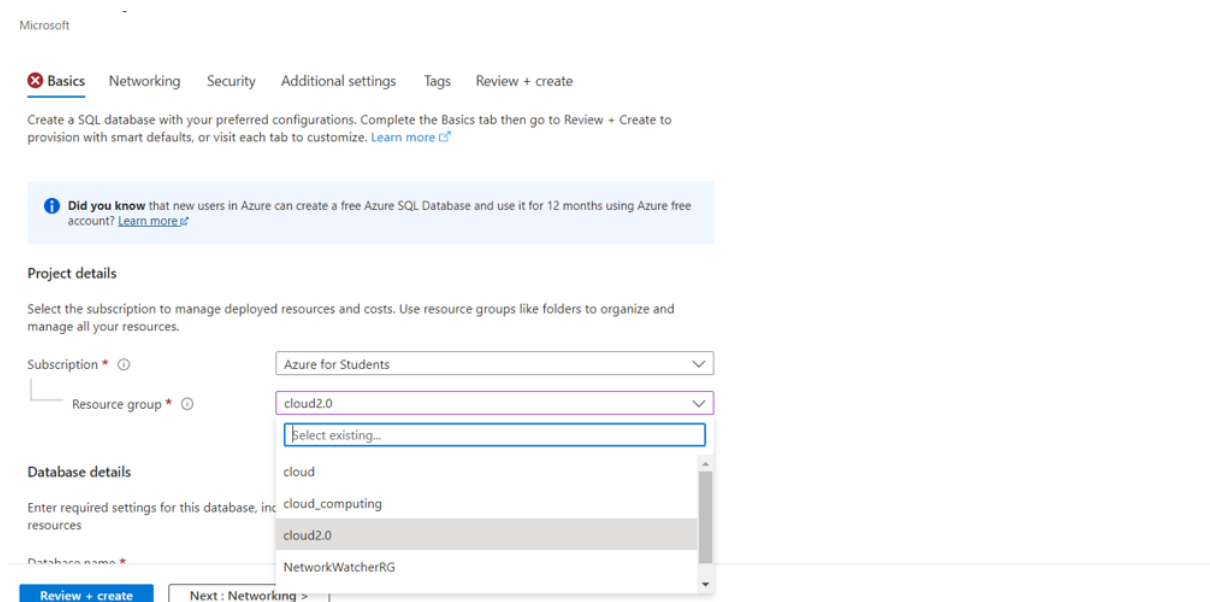 Microsoft
Basics Networking Security Additional settings Tags Review + create
Create a SQL database with your preferred configurations. Complete the Basics tab then go to Review + Create to
provision with smart defaults, or visit each tab to customize. Learn more
Did you know that new users in Azure can create a free Azure SQL Database and use it for 12 months using Azure free
account? Learn more
Project details
Select the subscription to manage deployed resources and costs. Use resource groups like folders to organize and
manage all your resources.
Subscription * Azure for Students
Resource group * cloud2.0
Select existing...
cloud
Database details
Enter required settings for this database, inc
cloud_computing
resources
cloud2.0
Database name *
NetworkWatcherRG
Review + create Next : Networking >